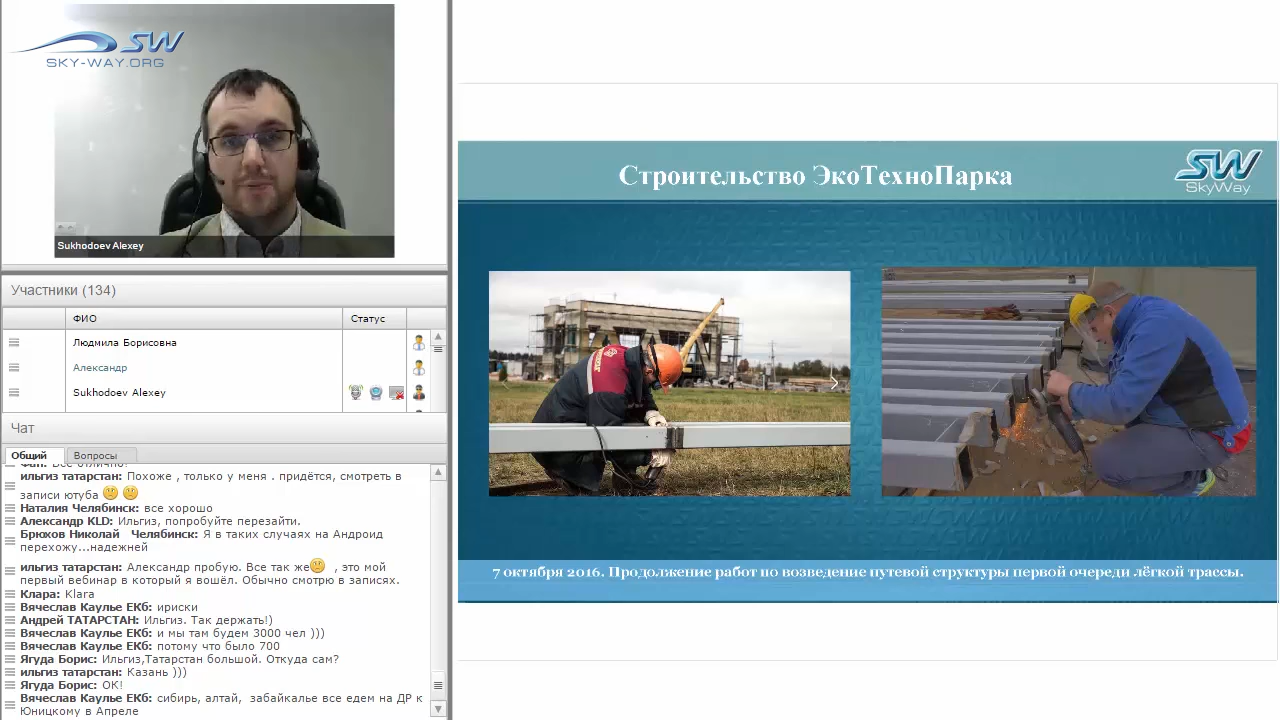 SW
SKY-WAY.ORG
Sukhodoev Alexey
Участники (134)
ФИО
Статус
Людмила Борисовна
Александр
Sukhodoev Alexey
Чат
Общий
Вопросы
ильгиз татарстан: Похоже , только у меня . придётся, смотреть в
записи ютуба
Наталия Челябинск: все хорошо
Александр KLD: Ильгиз, попробуйте перезайти.
Брюхов Николай Челябинск: Я в таких случаях на Андроид
перехожу...надежней
ильгиз татарстан: Александр пробую. Все так же , это мой
первый вебинар в который я вошёл. Обычно смотрю в записях.
Клара: Klara
Вячеслав Каулье ЕКб: ириски
Андрей ТАТАРСТАН: Ильгиз. Так держать!)
Вячеслав Каулье ЕКб: и мы там будем 3000 чел )))
Вячеслав Каулье ЕКб: потому что было 700
Ягуда Борис: Ильгиз,Татарстан большой. Откуда сам?
ильгиз татарстан: Казань )))
Ягуда Борис: ОК!
Вячеслав Каулье ЕКб: сибирь, алтай, забайкалье все едем на ДР к
Юницкому в Апреле
Строительство ЭкоТехноПарка
SW
SkyWay
7 октября 2016. Продолжение работ по возведение путевой структуры первой очереди лёгкой трассы.